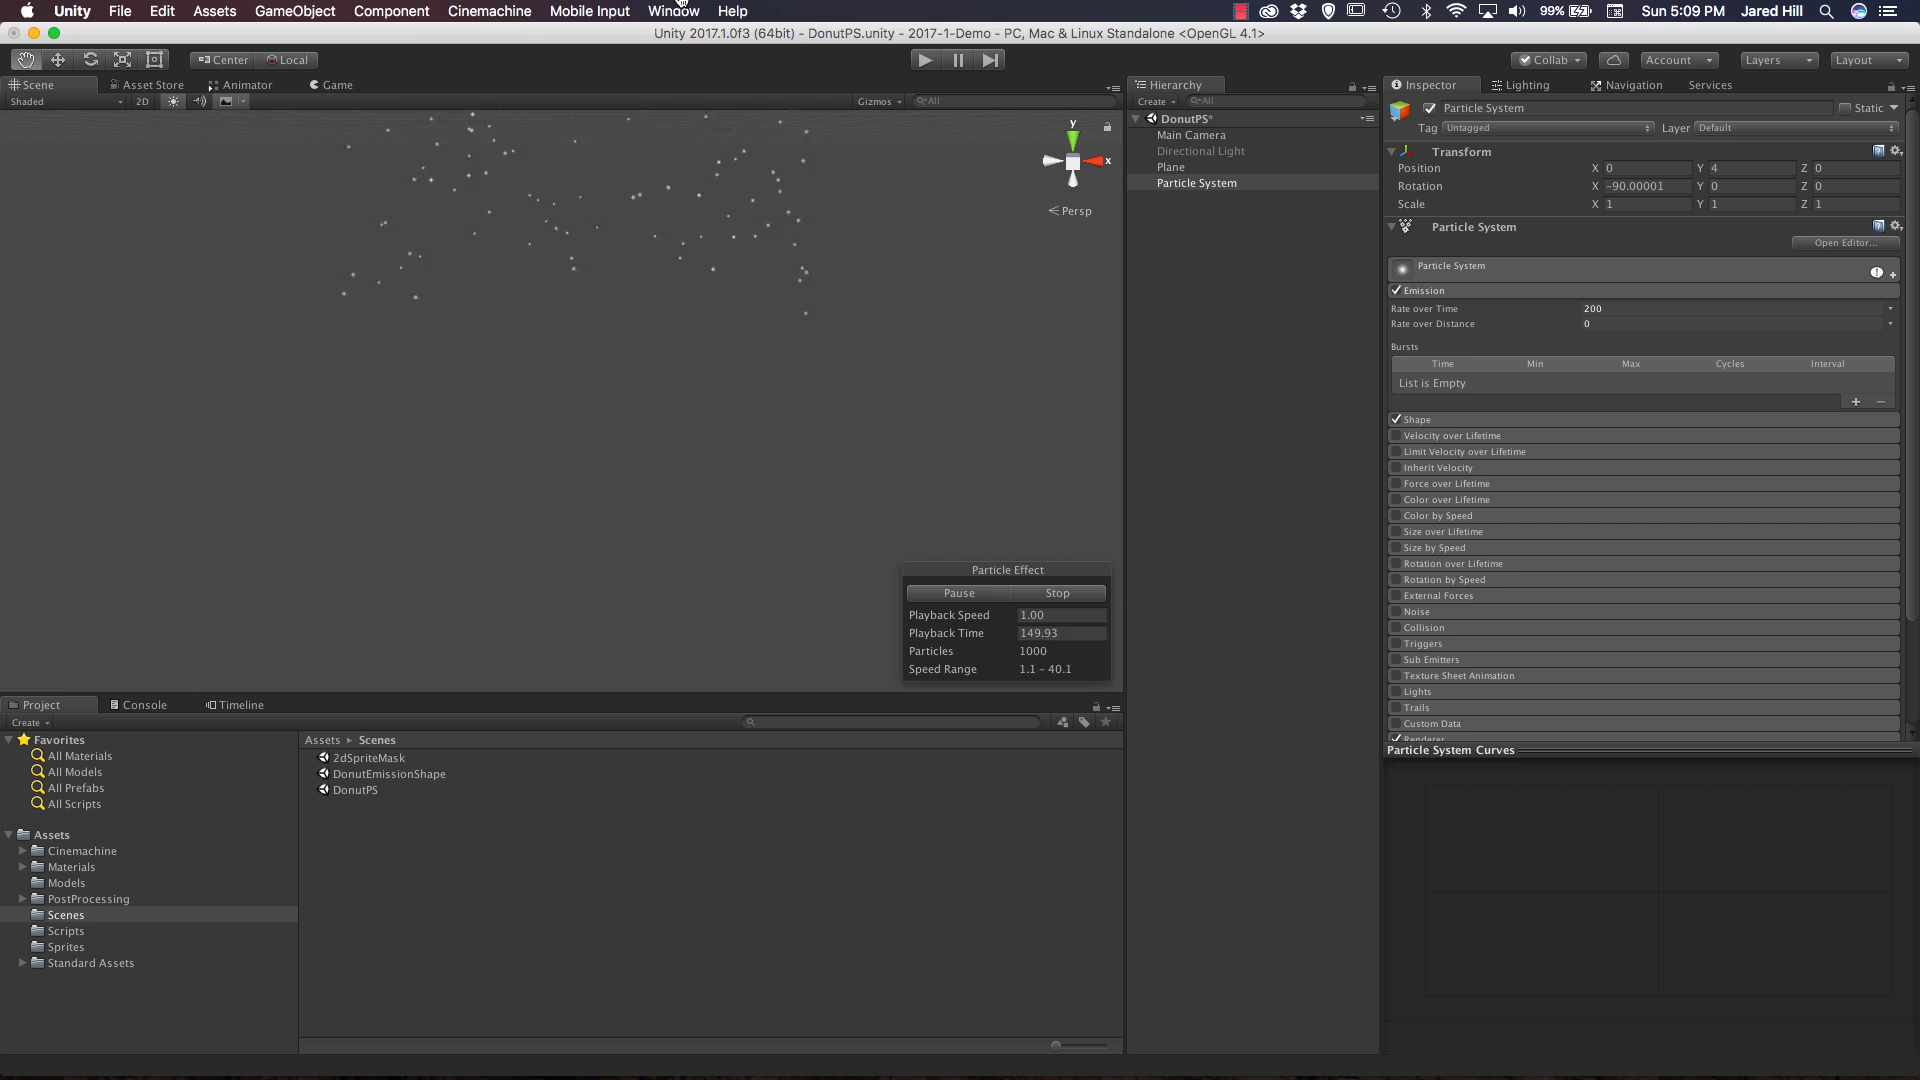 Unity File Edit Assets GameObject Component Cinemachine Mobile Input Window Help 99% Sun 5:09 PM Jared Hill
Unity 2017.1.0f3 (64bit) - DonutPS.unity - 2017-1-Demo - PC, Mac & Linux Standalone <OpenGL 4.1>
Center Local Collab Account Layers Layout
Scene Asset Store Animator Game
Shaded 2D Gizmos All
y
x
Persp
Particle Effect
Pause Stop
Playback Speed 1.00
Playback Time 149.93
Particles 1000
Speed Range 1.1 - 40.1
Hierarchy
Create All
DonutPS*
Main Camera
Directional Light
Plane
Particle System
Inspector Lighting Navigation Services
Particle System Static
Tag Untagged Layer Default
Transform
Position X 0 Y 4 Z 0
Rotation X -90.00001 Y 0 Z 0
Scale X 1 Y 1 Z 1
Particle System
Open Editor...
Particle System
Emission
Rate over Time 200
Rate over Distance 0
Bursts
Time Min Max Cycles Interval
List is Empty
Shape
Velocity over Lifetime
Limit Velocity over Lifetime
Inherit Velocity
Force over Lifetime
Color over Lifetime
Color by Speed
Size over Lifetime
Size by Speed
Rotation over Lifetime
Rotation by Speed
External Forces
Noise
Collision
Triggers
Sub Emitters
Texture Sheet Animation
Lights
Trails
Custom Data
Renderer
Particle System Curves
Project Console Timeline
Create
Favorites
All Materials
All Models
All Prefabs
All Scripts
Assets
Cinemachine
Materials
Models
PostProcessing
Scenes
Scripts
Sprites
Standard Assets
Assets Scenes
2dSpriteMask
DonutEmissionShape
DonutPS